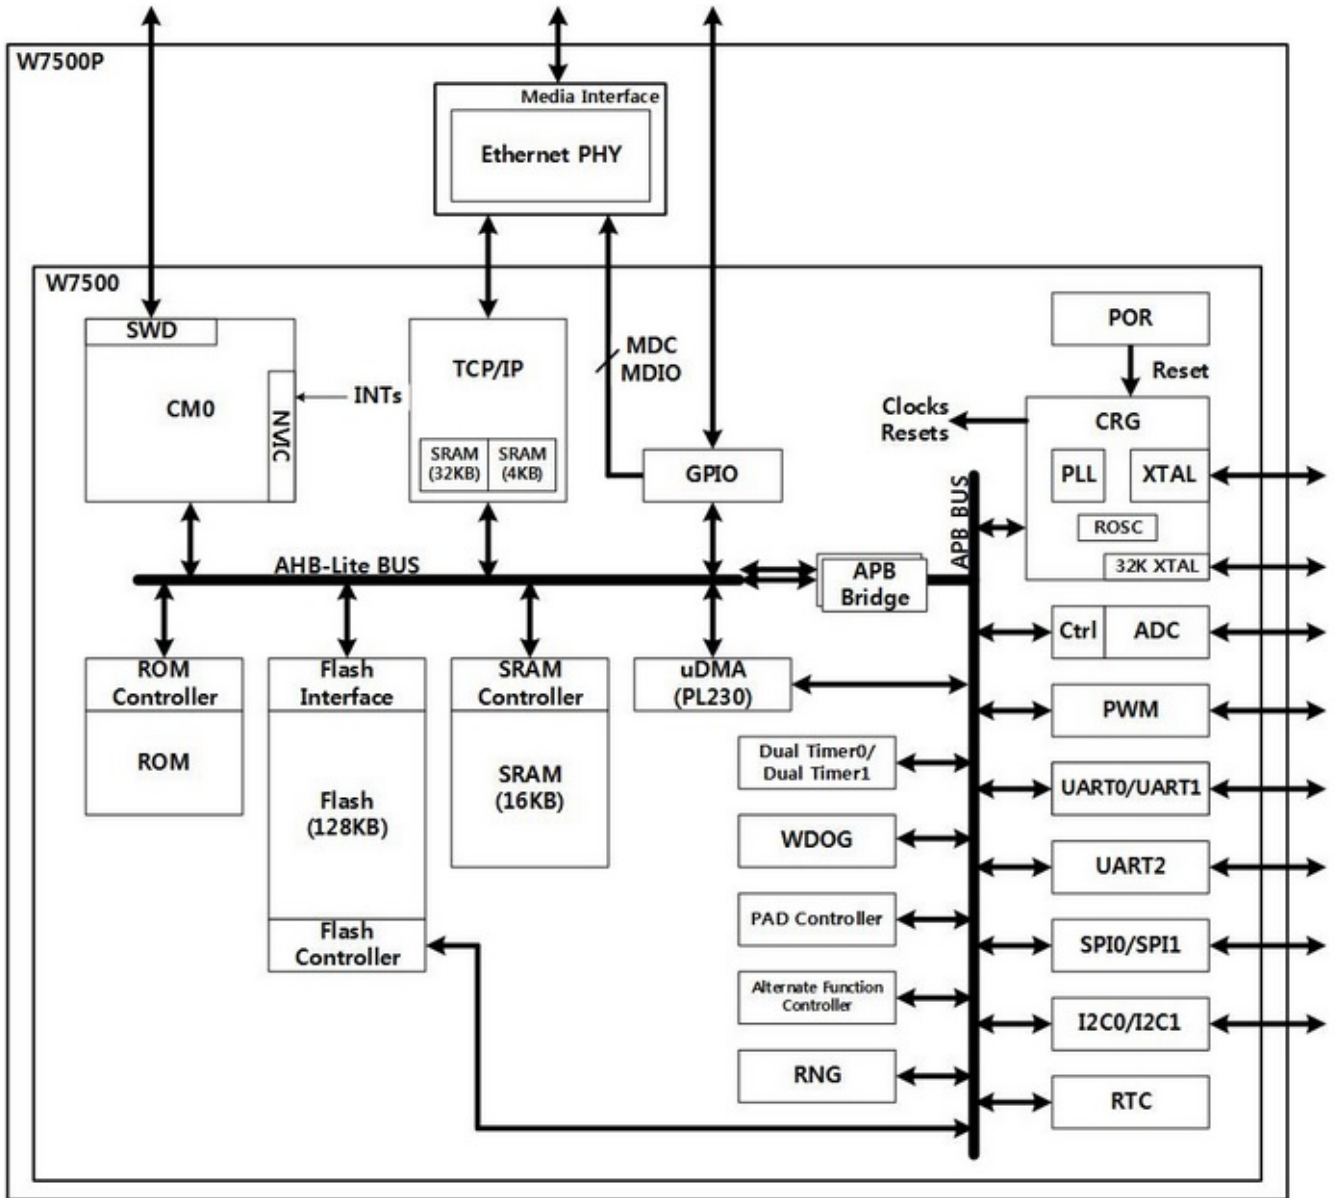 W7500P
Media Interface
Ethernet PHY
W7500
SWD
CM0
NVIC
INTs
TCP/IP
SRAM
(32KB)
SRAM
(4KB)
MDC
MDIO
GPIO
POR
Reset
Clocks
Resets
CRG
PLL
XTAL
ROSC
32K XTAL
APB BUS
AHB-Lite BUS
APB
Bridge
Ctrl
ADC
ROM
Controller
ROM
Flash
Interface
Flash
(128KB)
Flash
Controller
SRAM
Controller
SRAM
(16KB)
uDMA
(PL230)
PWM
Dual Timer0/
Dual Timer1
UART0/UART1
WDOG
UART2
PAD Controller
SPI0/SPI1
Alternate Function
Controller
I2C0/I2C1
RNG
RTC